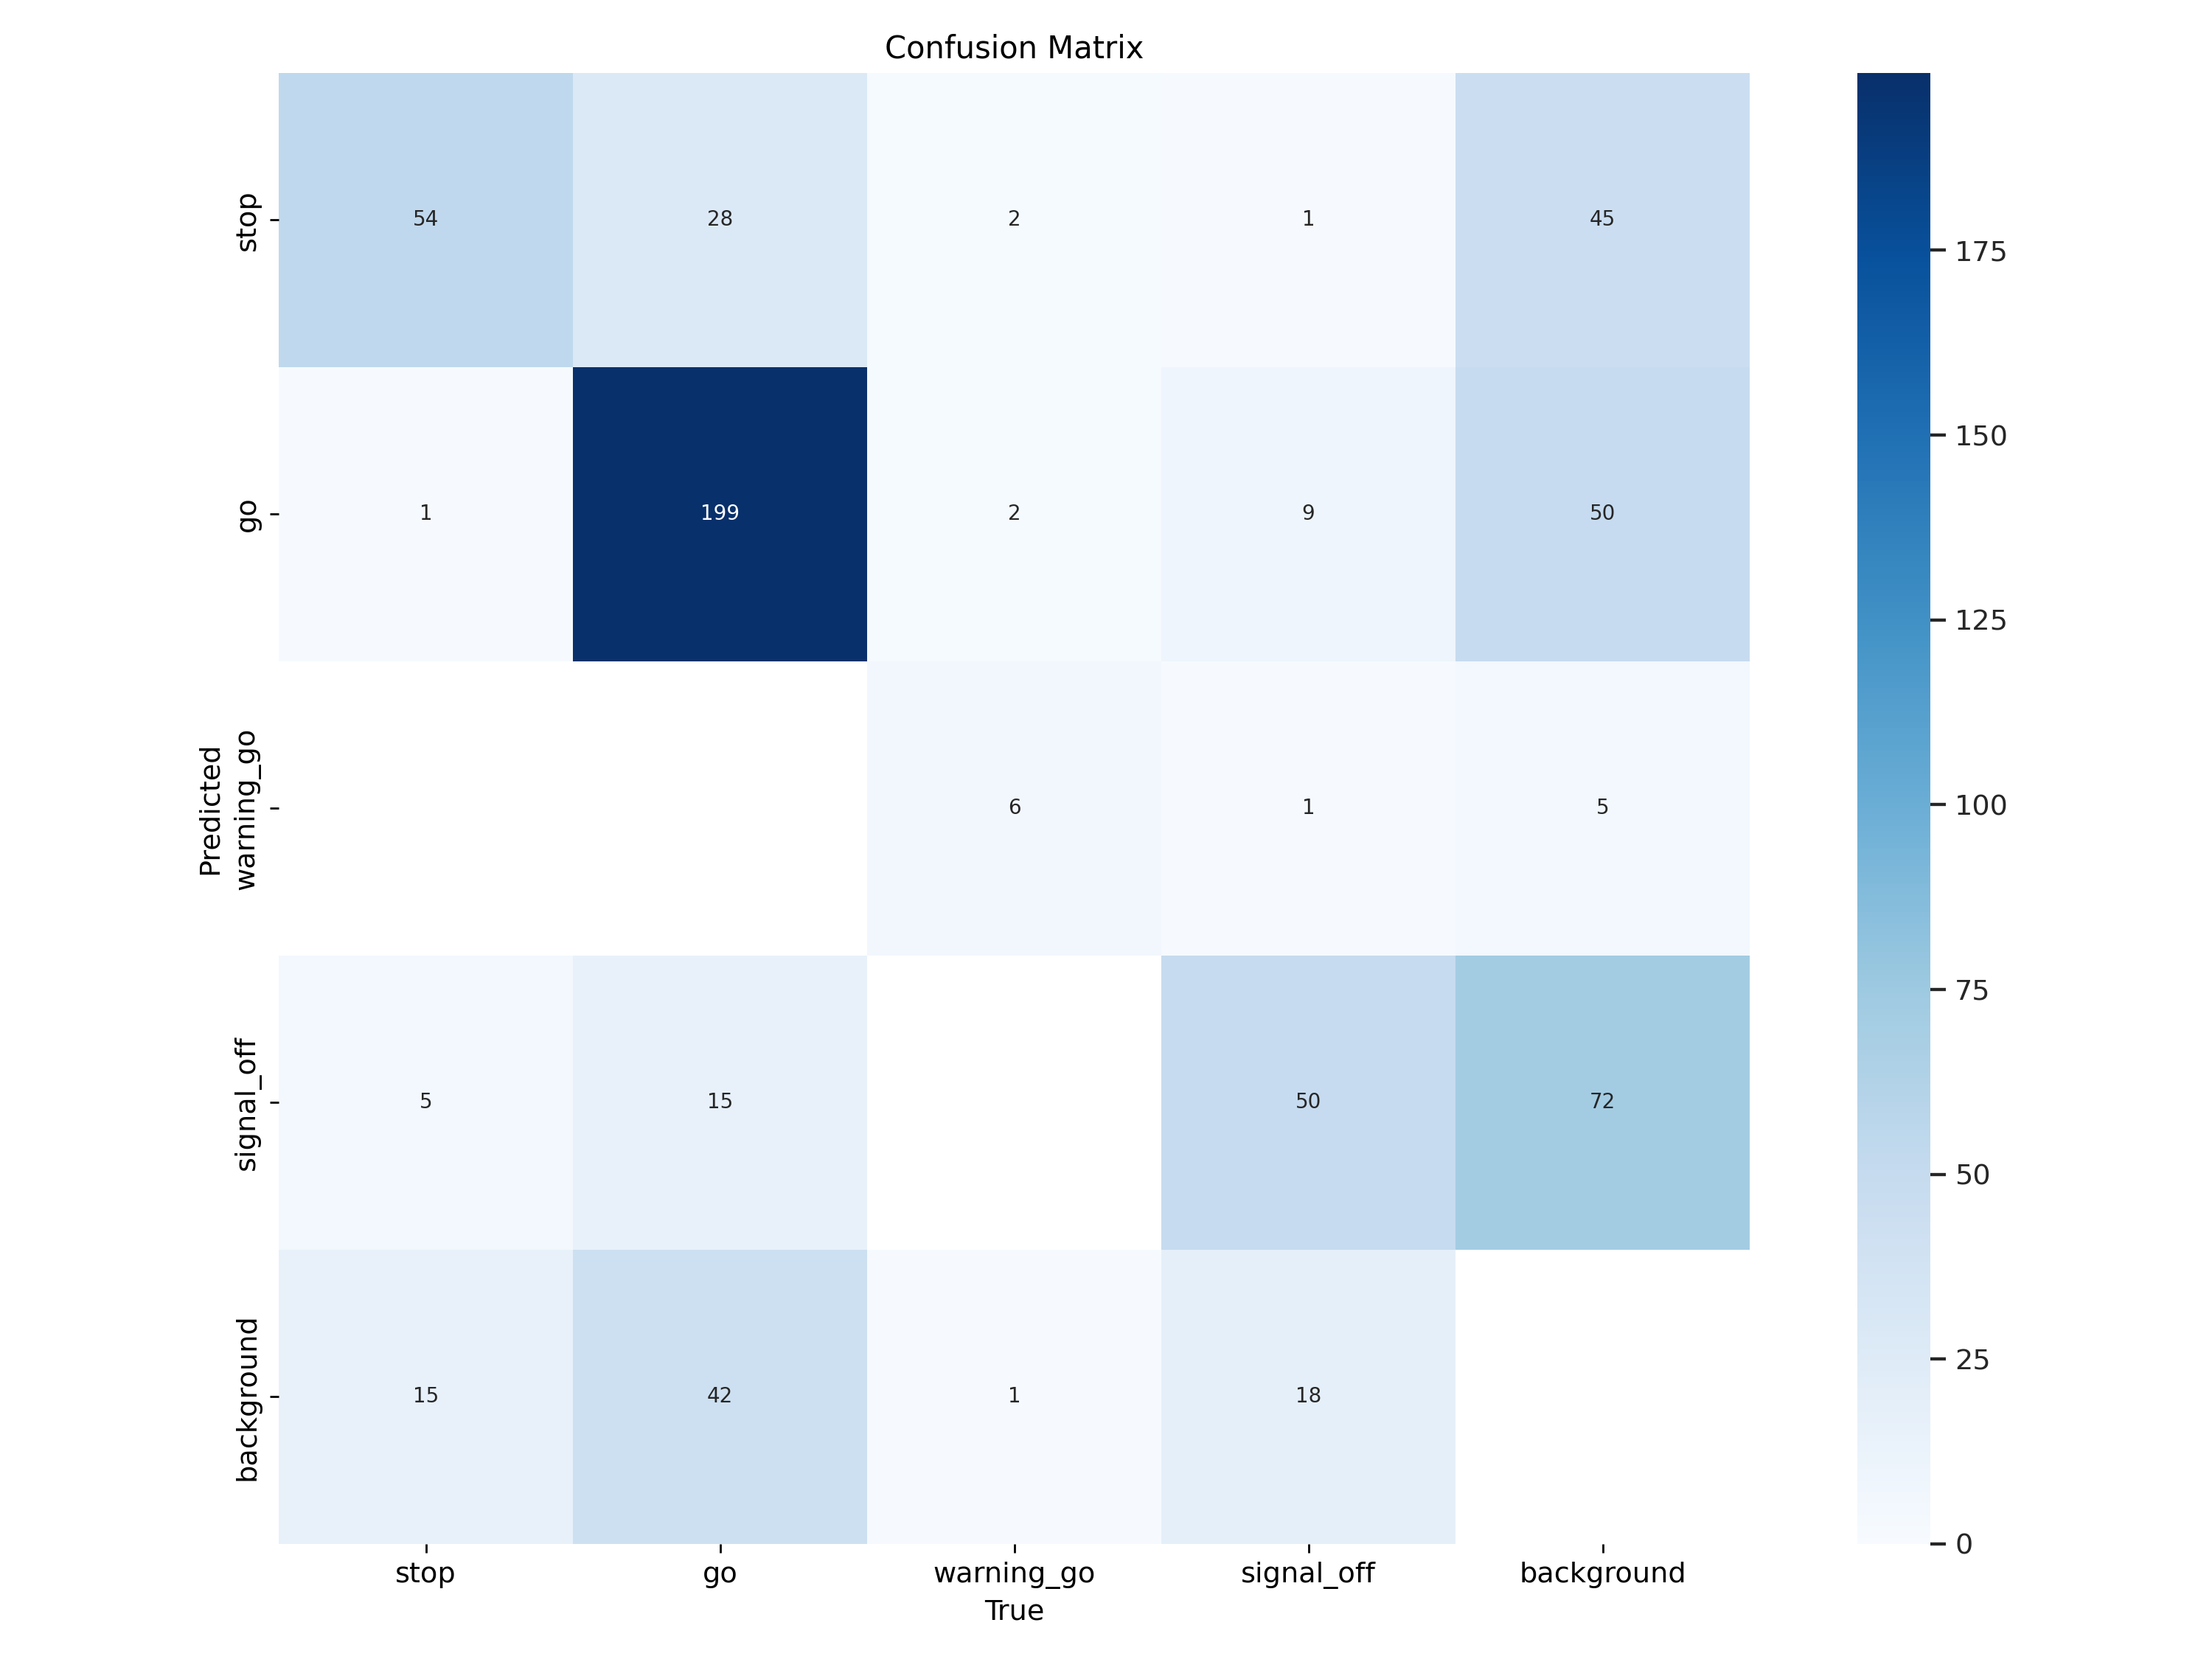 Confusion Matrix
stop 54 28 2 1 45
go 1 199 2 9 50
warning_go 6 1 5
signal_off 5 15 50 72
background 15 42 1 18
Predicted
stop go warning_go signal_off background
True
175
150
125
100
75
50
25
0